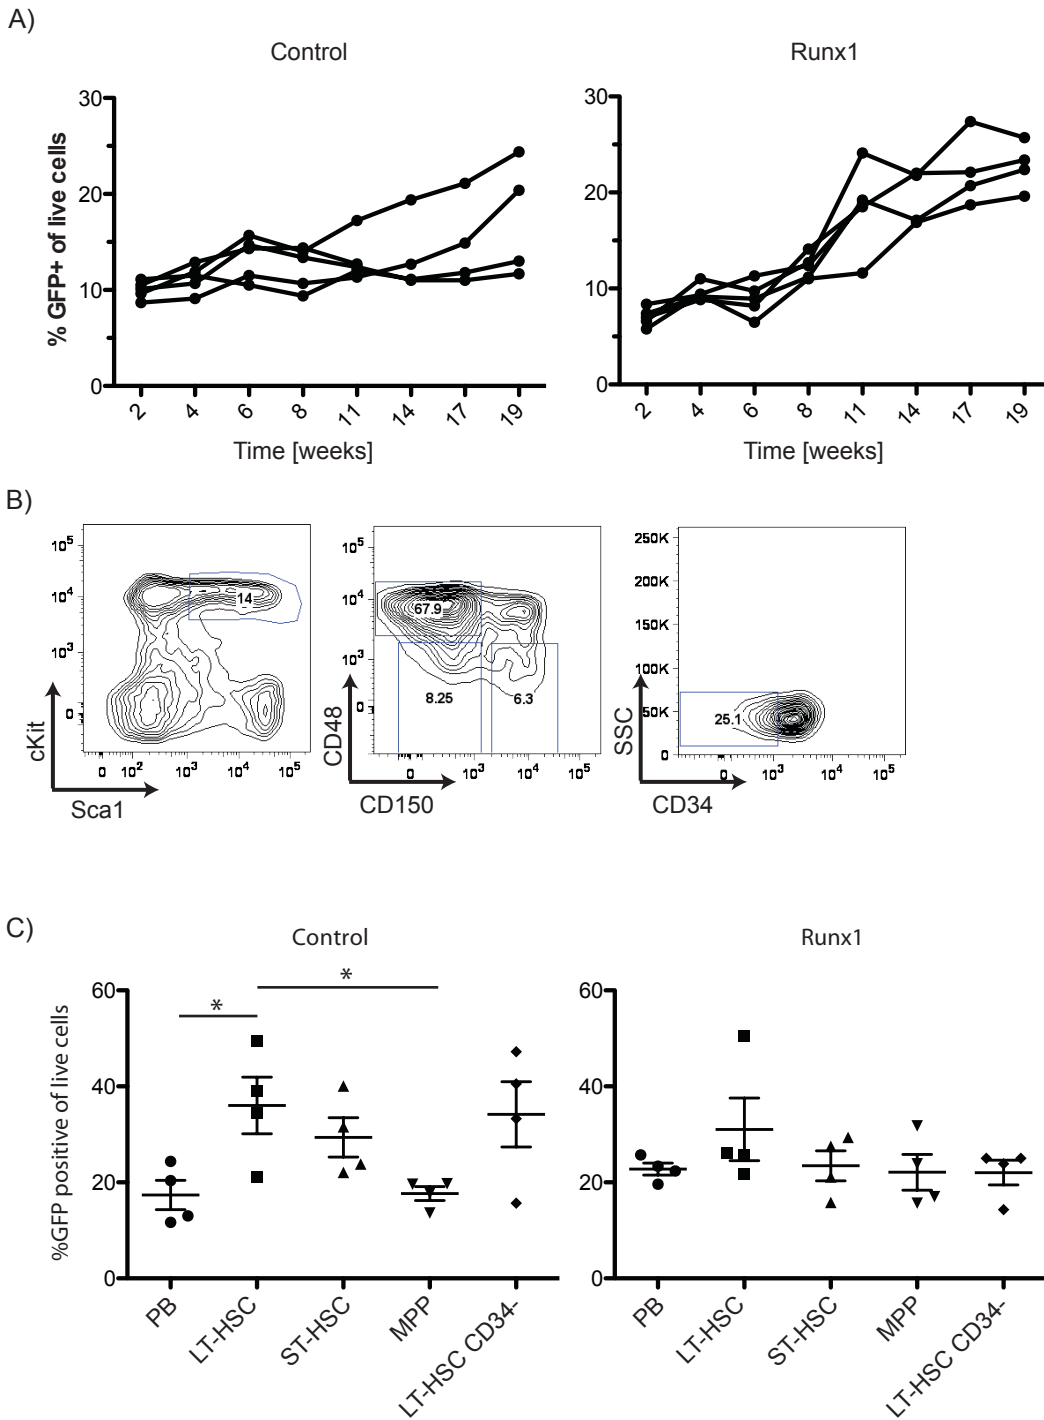 A)
Control
Runx1
% GFP+ of live cells
30
20
10
0
2 4 6 8 11 14 17 19
Time [weeks]
30
20
10
0
2 4 6 8 11 14 17 19
Time [weeks]
B)
cKit
10^5
10^4
10^3
0
14
0 10^2 10^3 10^4 10^5
Sca1
CD48
10^5
10^4
10^3
0
67.9
8.25
6.3
0 10^3 10^4 10^5
CD150
SSC
250K
200K
150K
100K
50K
0
25.1
0 10^3 10^4 10^5
CD34
C)
Control
Runx1
%GFP positive of live cells
60
40
20
0
*
*
PB LT-HSC ST-HSC MPP LT-HSC CD34-
60
40
20
0
PB LT-HSC ST-HSC MPP LT-HSC CD34-